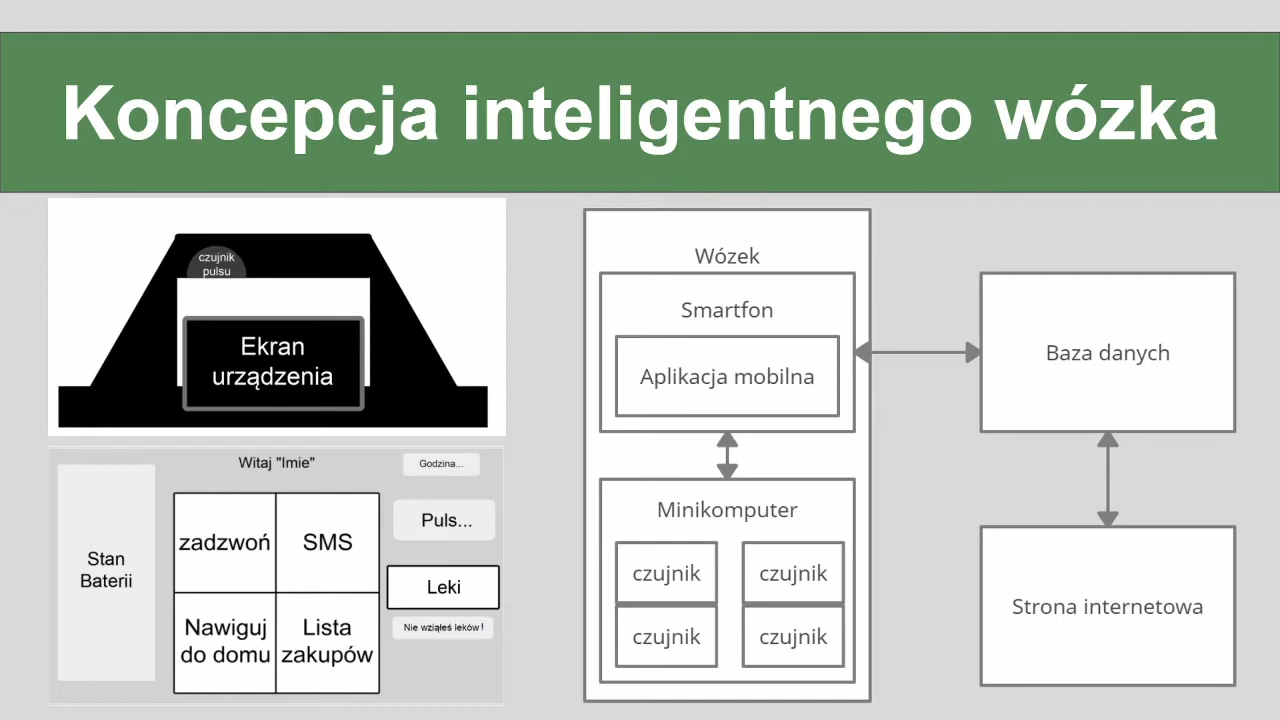 Koncepcja inteligentnego wózka
czujnik
pulsu
Ekran
urządzenia
Witaj "Imie"
Godzina...
Stan
Baterii
zadzwoń
SMS
Nawiguj
do domu
Lista
zakupów
Puls...
Leki
Nie wziąłeś leków !
Wózek
Smartfon
Aplikacja mobilna
Minikomputer
czujnik
czujnik
czujnik
czujnik
Baza danych
Strona internetowa